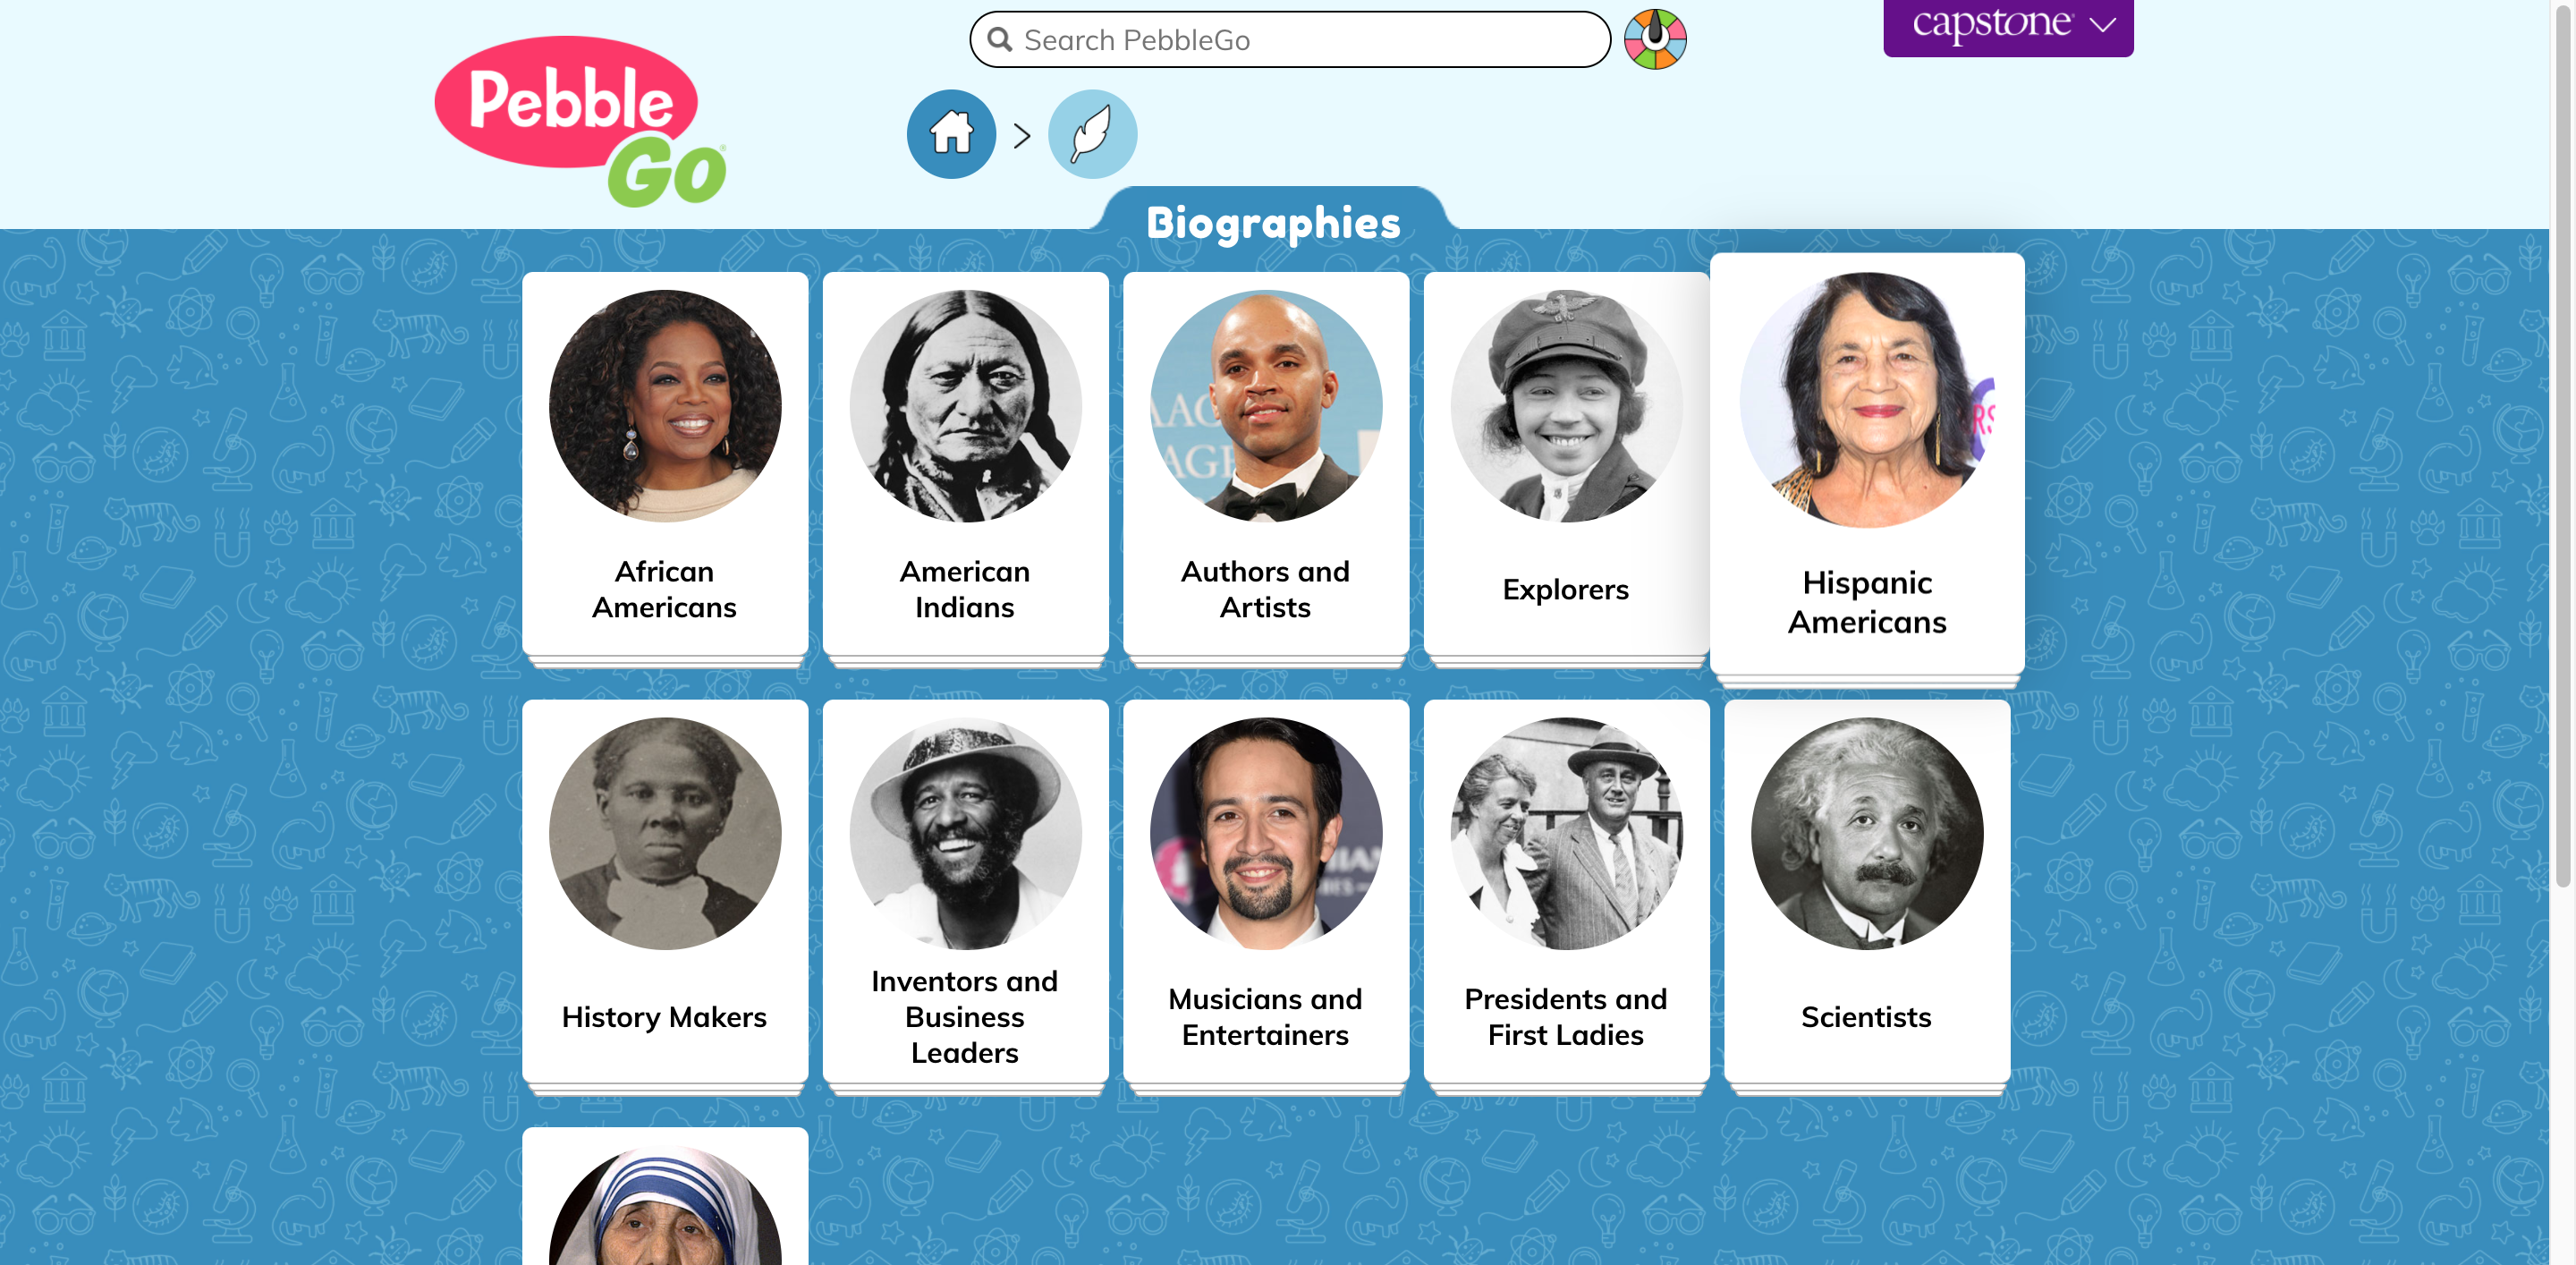 Search PebbleGo
capstone
Pebble
Go
Biographies
African
Americans
American
Indians
Authors and
Artists
Explorers
Hispanic
Americans
History Makers
Inventors and
Business
Leaders
Musicians and
Entertainers
Presidents and
First Ladies
Scientists